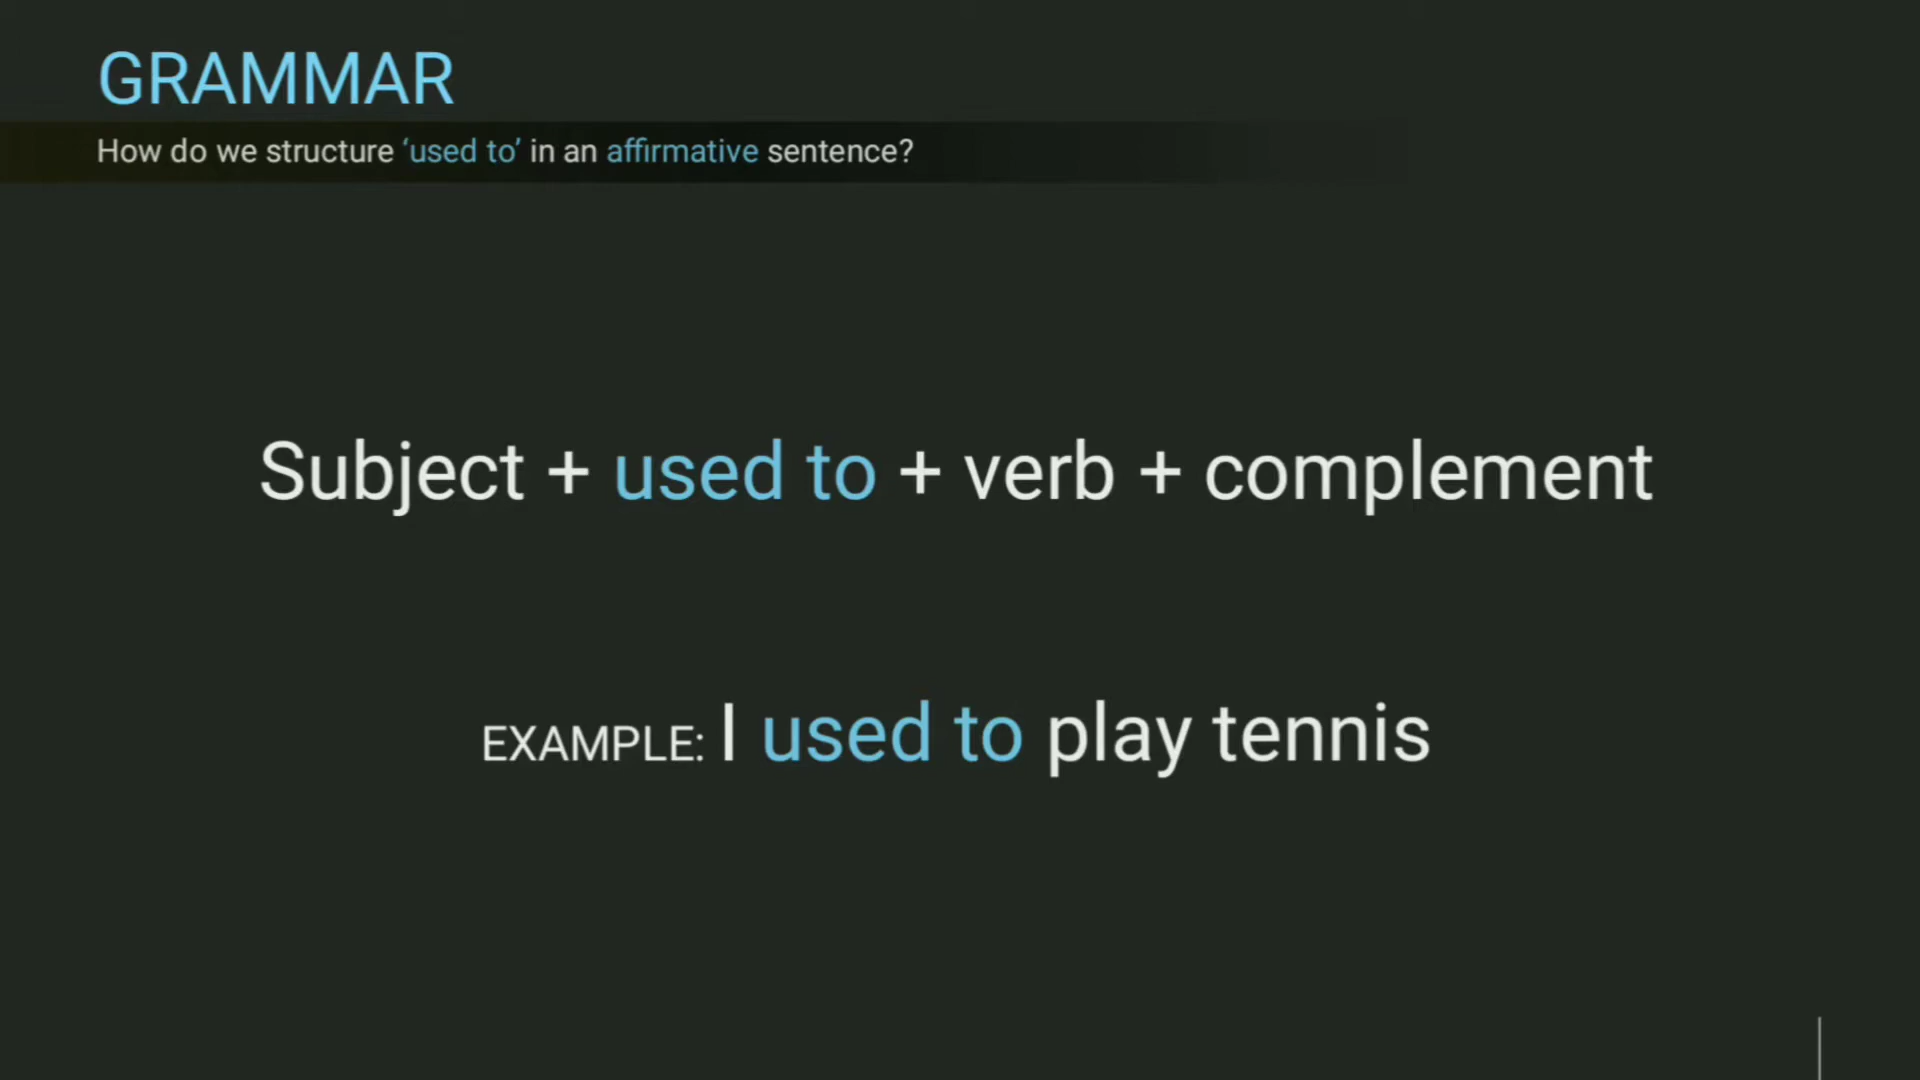 GRAMMAR
How do we structure ‘used to’ in an affirmative sentence?
Subject + used to + verb + complement
EXAMPLE: I used to play tennis